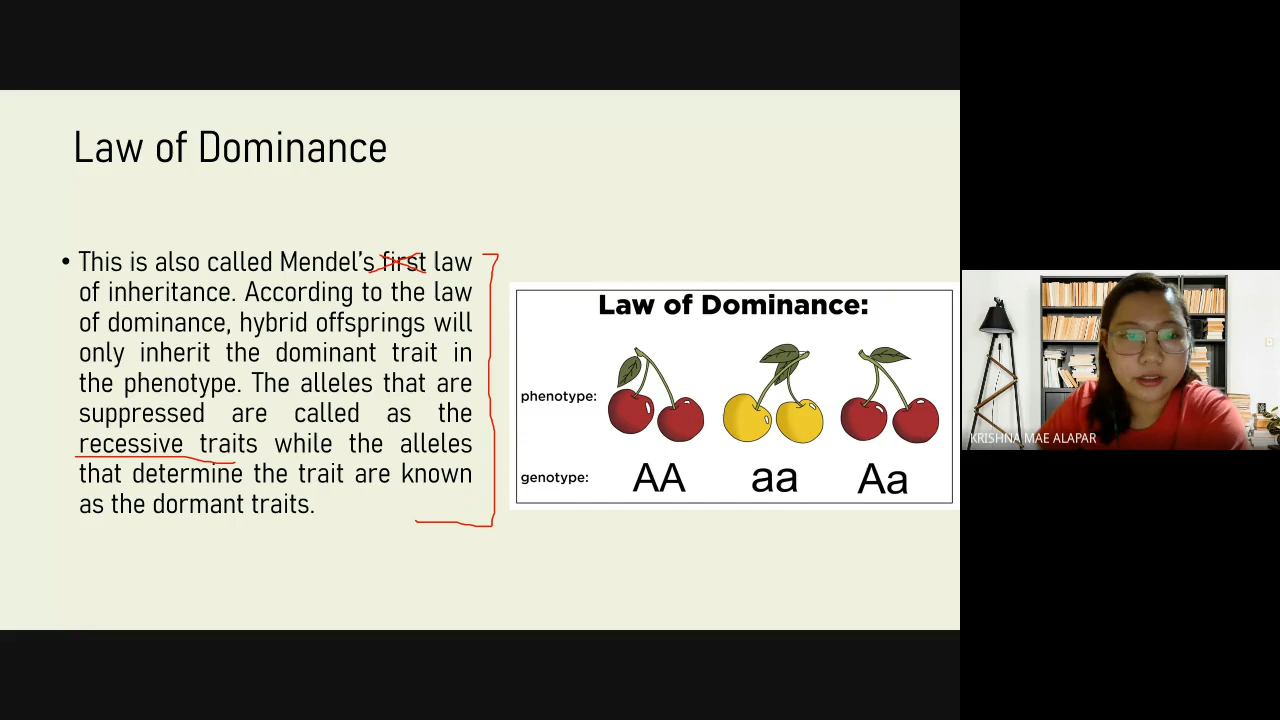 Law of Dominance
• This is also called Mendel's first law
of inheritance. According to the law
of dominance, hybrid offsprings will
only inherit the dominant trait in
the phenotype. The alleles that are
suppressed are called as the
recessive traits while the alleles
that determine the trait are known
as the dormant traits.
Law of Dominance:
phenotype:
genotype: AA aa Aa
KRISHNA MAE ALAPAR